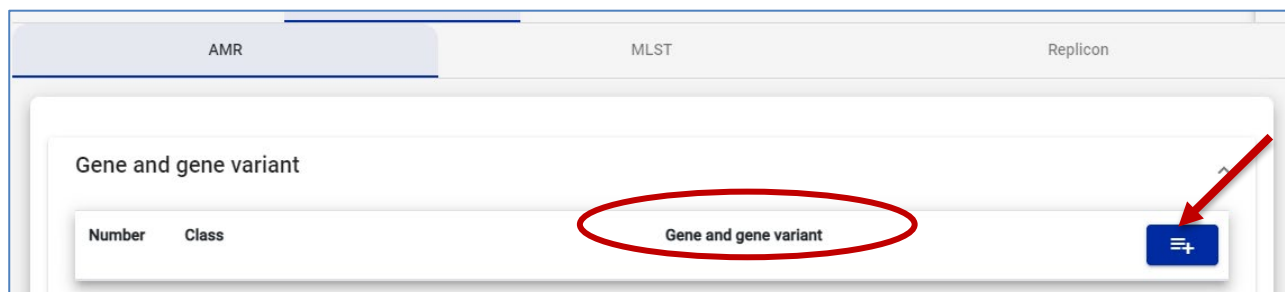 AMR MLST Replicon
Gene and gene variant
Number Class Gene and gene variant